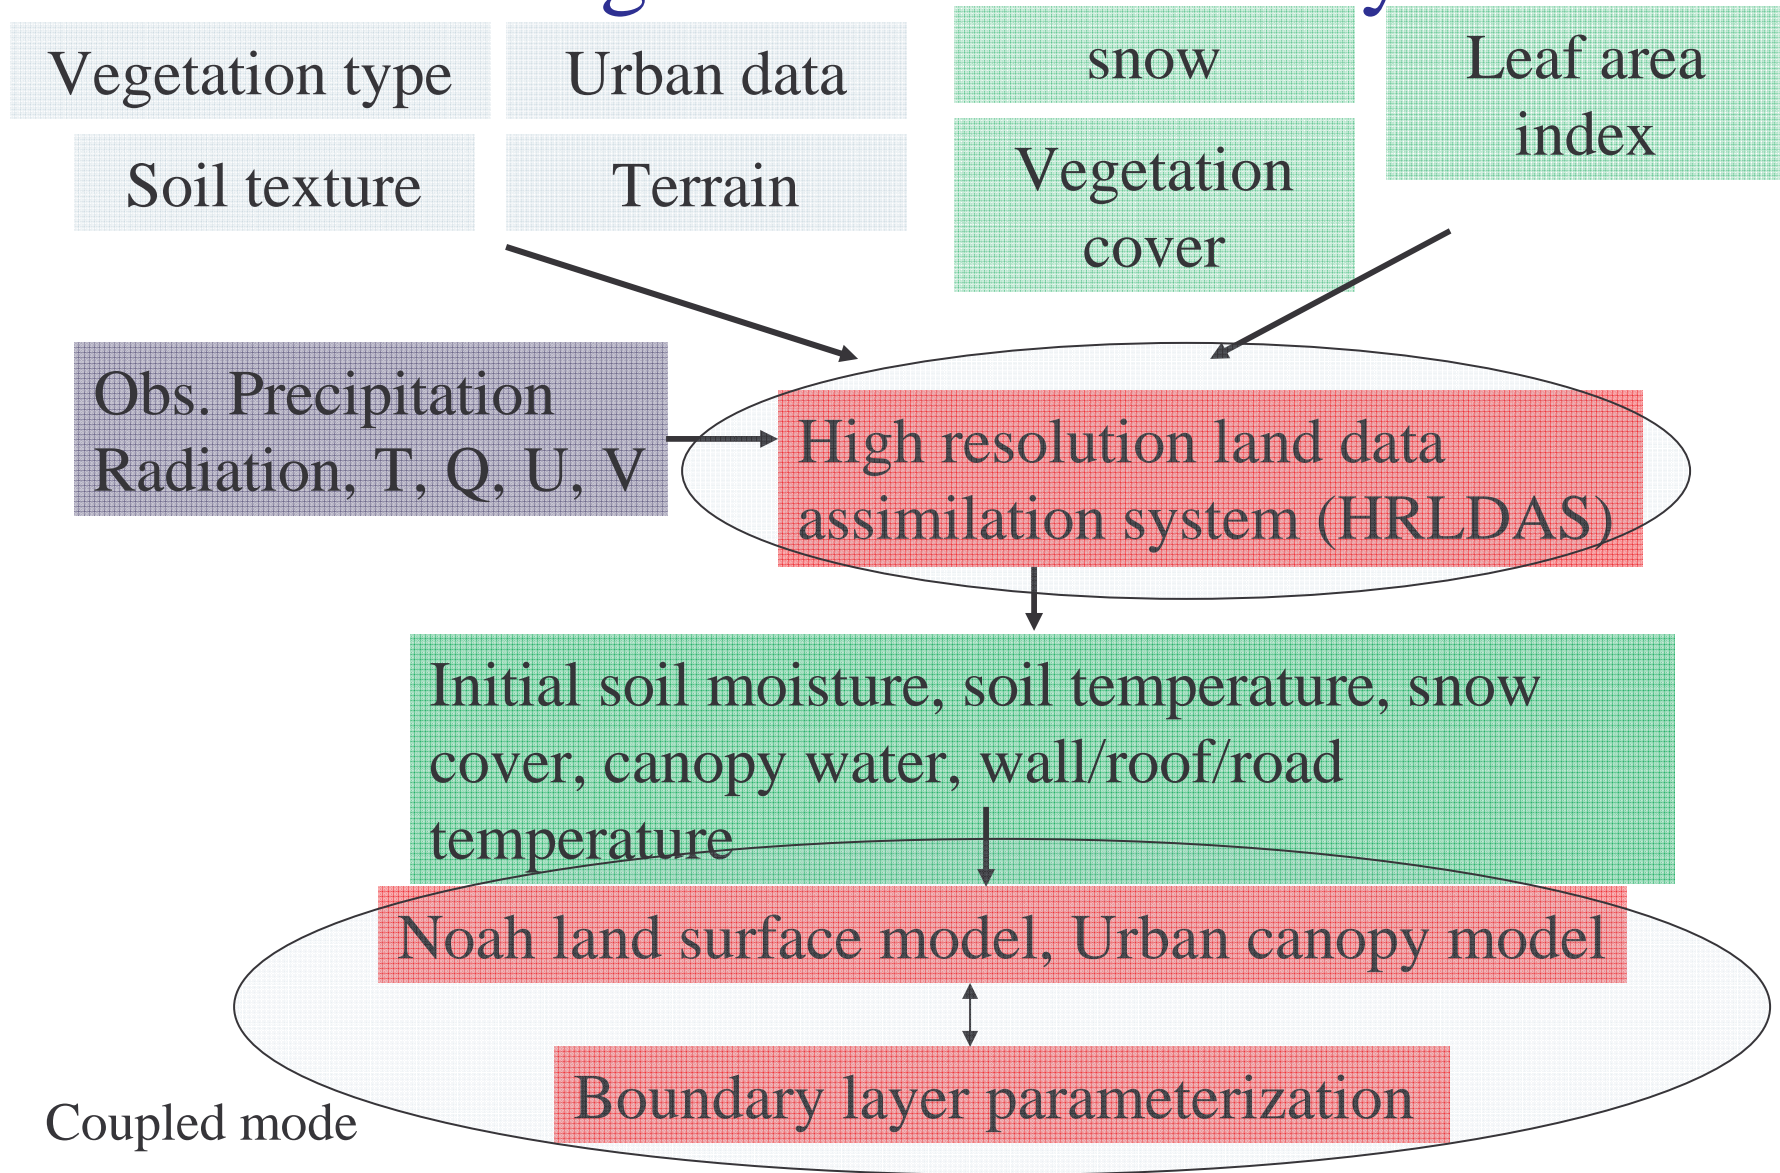 Vegetation type
Urban data
snow
Leaf area
index
Soil texture
Terrain
Vegetation
cover
Obs. Precipitation
Radiation, T, Q, U, V
High resolution land data
assimilation system (HRLDAS)
Initial soil moisture, soil temperature, snow
cover, canopy water, wall/roof/road
temperature
Noah land surface model, Urban canopy model
Boundary layer parameterization
Coupled mode